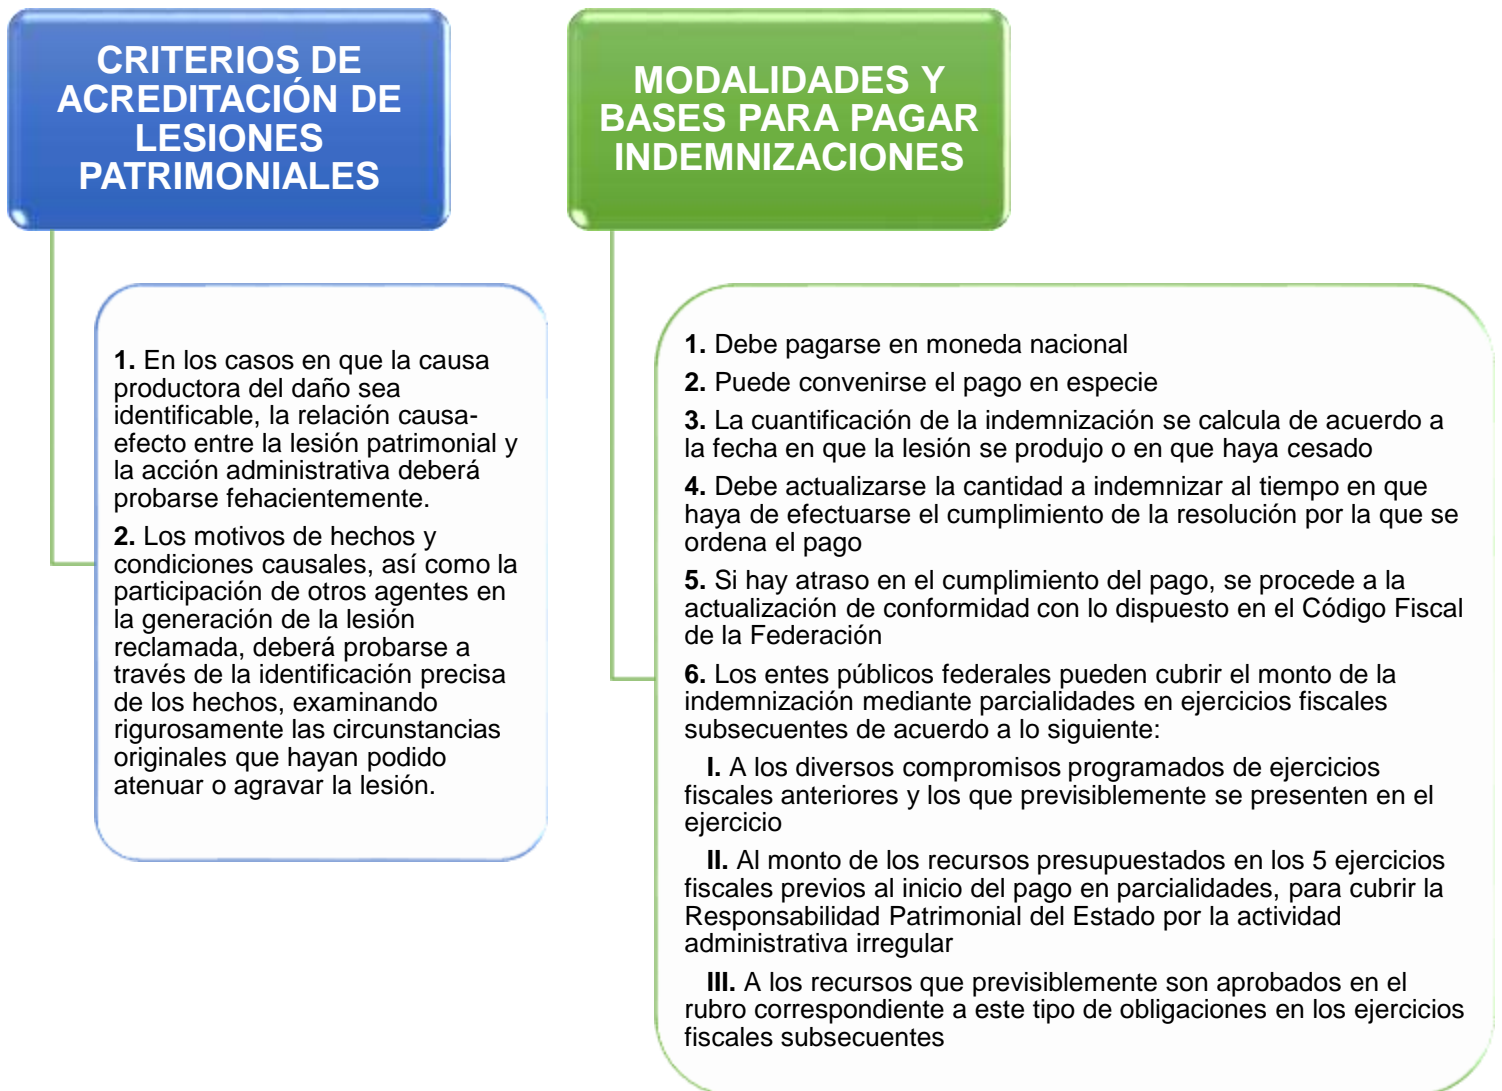 CRITERIOS DE
ACREDITACIÓN DE
LESIONES
PATRIMONIALES
1. En los casos en que la causa
productora del daño sea
identificable, la relación causa-
efecto entre la lesión patrimonial y
la acción administrativa deberá
probarse fehacientemente.
2. Los motivos de hechos y
condiciones causales, así como la
participación de otros agentes en
la generación de la lesión
reclamada, deberá probarse a
través de la identificación precisa
de los hechos, examinando
rigurosamente las circunstancias
originales que hayan podido
atenuar o agravar la lesión.
MODALIDADES Y
BASES PARA PAGAR
INDEMNIZACIONES
1. Debe pagarse en moneda nacional
2. Puede convenirse el pago en especie
3. La cuantificación de la indemnización se calcula de acuerdo a
la fecha en que la lesión se produjo o en que haya cesado
4. Debe actualizarse la cantidad a indemnizar al tiempo en que
haya de efectuarse el cumplimiento de la resolución por la que se
ordena el pago
5. Si hay atraso en el cumplimiento del pago, se procede a la
actualización de conformidad con lo dispuesto en el Código Fiscal
de la Federación
6. Los entes públicos federales pueden cubrir el monto de la
indemnización mediante parcialidades en ejercicios fiscales
subsecuentes de acuerdo a lo siguiente:
I. A los diversos compromisos programados de ejercicios
fiscales anteriores y los que previsiblemente se presenten en el
ejercicio
II. Al monto de los recursos presupuestados en los 5 ejercicios
fiscales previos al inicio del pago en parcialidades, para cubrir la
Responsabilidad Patrimonial del Estado por la actividad
administrativa irregular
III. A los recursos que previsiblemente son aprobados en el
rubro correspondiente a este tipo de obligaciones en los ejercicios
fiscales subsecuentes